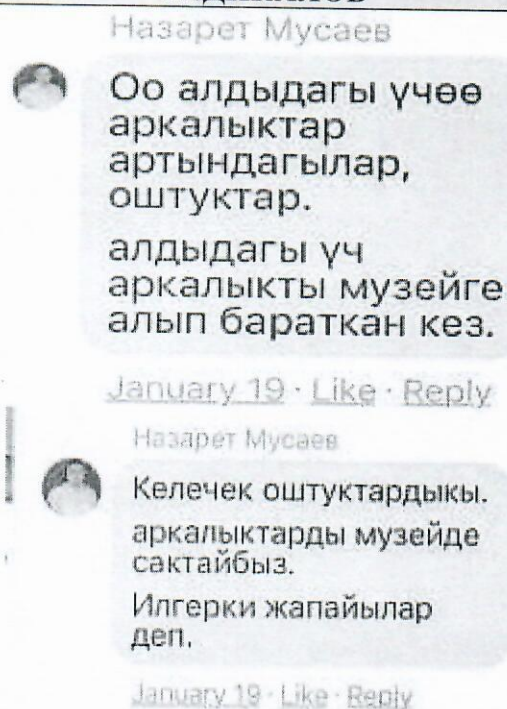 Назарет Мусаев
Оо алдыдагы үчөө
аркалыктар
артындагылар,
оштуктар.
алдыдагы үч
аркалыкты музейге
алып бараткан кез.
January 19 · Like · Reply
Назарет Мусаев
Келечек оштуктардыкы.
аркалыктарды музейде
сактайбыз.
Илгерки жапайылар
деп.
January 19 · Like · Reply